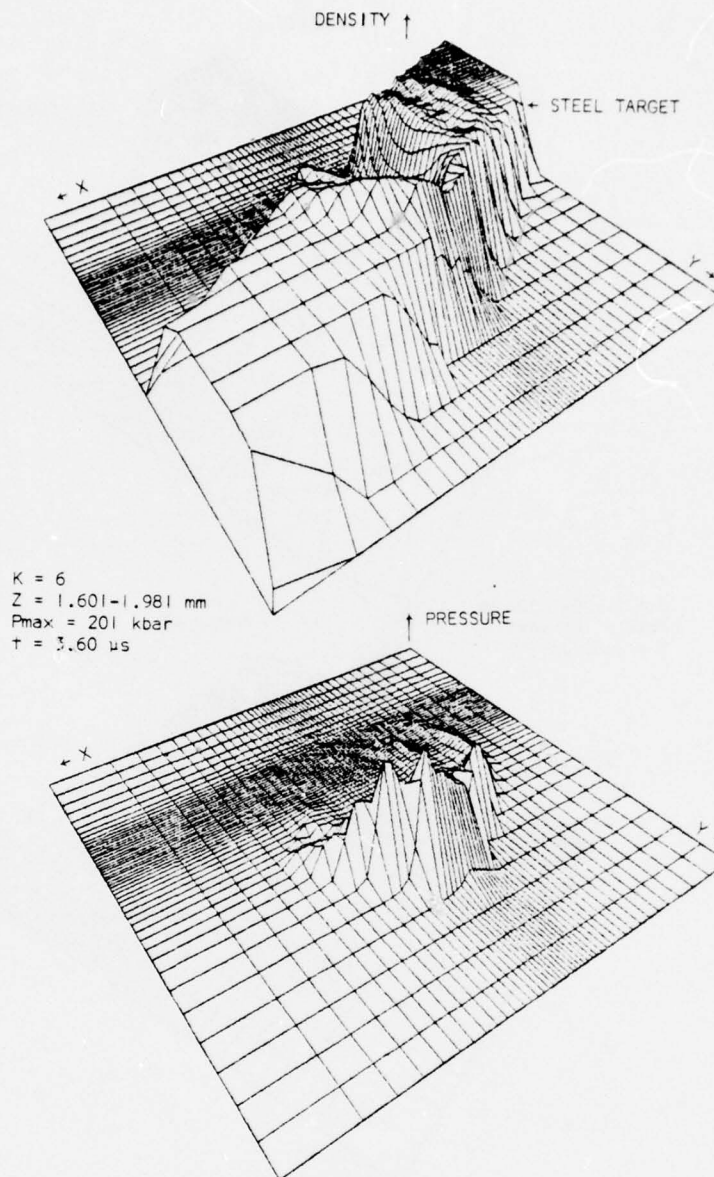 DENSITY ↑
← STEEL TARGET
← X
Y →
K = 6
Z = 1.601-1.981 mm
Pmax = 201 kbar
t = 3.60 µs
↑ PRESSURE
← X
Y